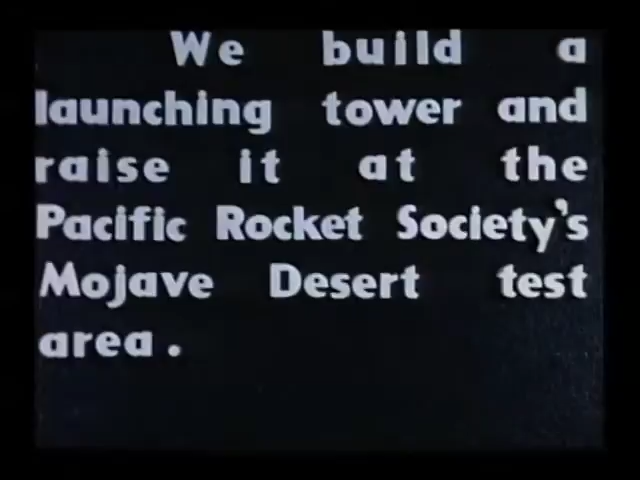 We build a
launching tower and
raise it at the
Pacific Rocket Society's
Mojave Desert test
area.